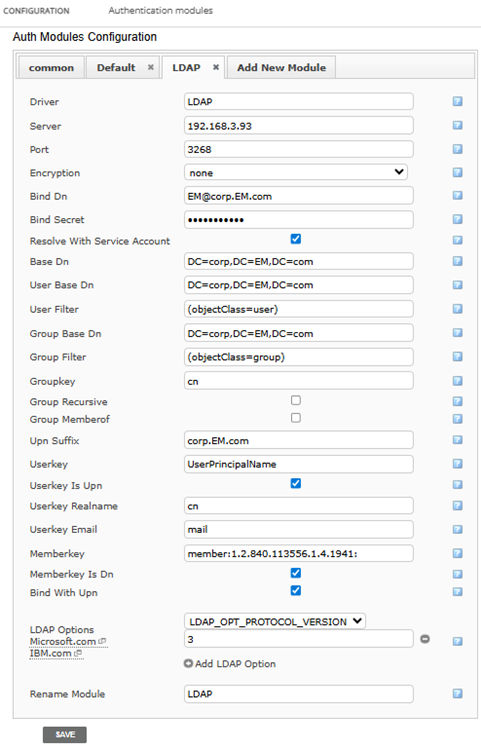 CONFIGURATION Authentication modules
Auth Modules Configuration
common Default × LDAP × Add New Module
Driver LDAP ?
Server 192.168.3.93 ?
Port 3268 ?
Encryption none ?
Bind Dn EM@corp.EM.com ?
Bind Secret ••••••••••• ?
Resolve With Service Account ?
Base Dn DC=corp,DC=EM,DC=com ?
User Base Dn DC=corp,DC=EM,DC=com ?
User Filter (objectClass=user) ?
Group Base Dn DC=corp,DC=EM,DC=com ?
Group Filter (objectClass=group) ?
Groupkey cn ?
Group Recursive ?
Group Memberof ?
Upn Suffix corp.EM.com ?
Userkey UserPrincipalName ?
Userkey Is Upn ?
Userkey Realname cn ?
Userkey Email mail ?
Memberkey member:1.2.840.113556.1.4.1941: ?
Memberkey Is Dn ?
Bind With Upn ?
LDAP_OPT_PROTOCOL_VERSION
LDAP Options
Microsoft.com 3 ?
IBM.com
Add LDAP Option
Rename Module LDAP ?
SAVE